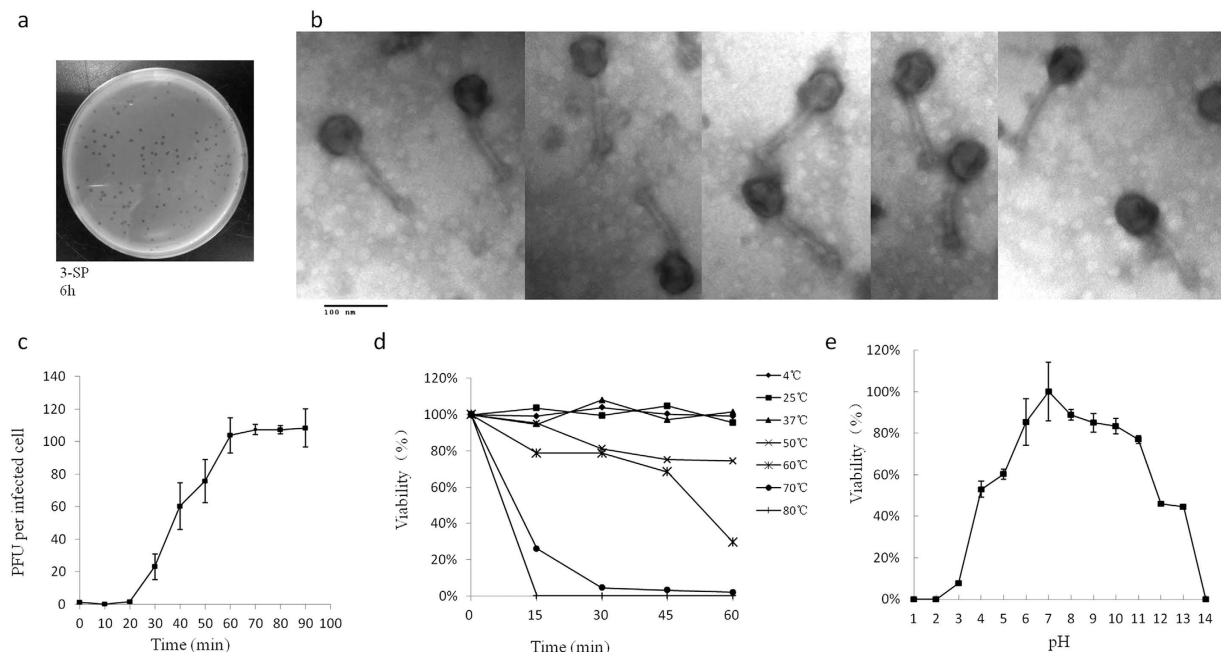 a
b
3-SP
6h
100 nm
c
PFU per infected cell
140
120
100
80
60
40
20
0
0 10 20 30 40 50 60 70 80 90 100
Time (min)
d
Viability (%)
120%
100%
80%
60%
40%
20%
0%
0 15 30 45 60
Time (min)
4℃
25℃
37℃
50℃
60℃
70℃
80℃
e
Viability (%)
120%
100%
80%
60%
40%
20%
0%
1 2 3 4 5 6 7 8 9 10 11 12 13 14
pH